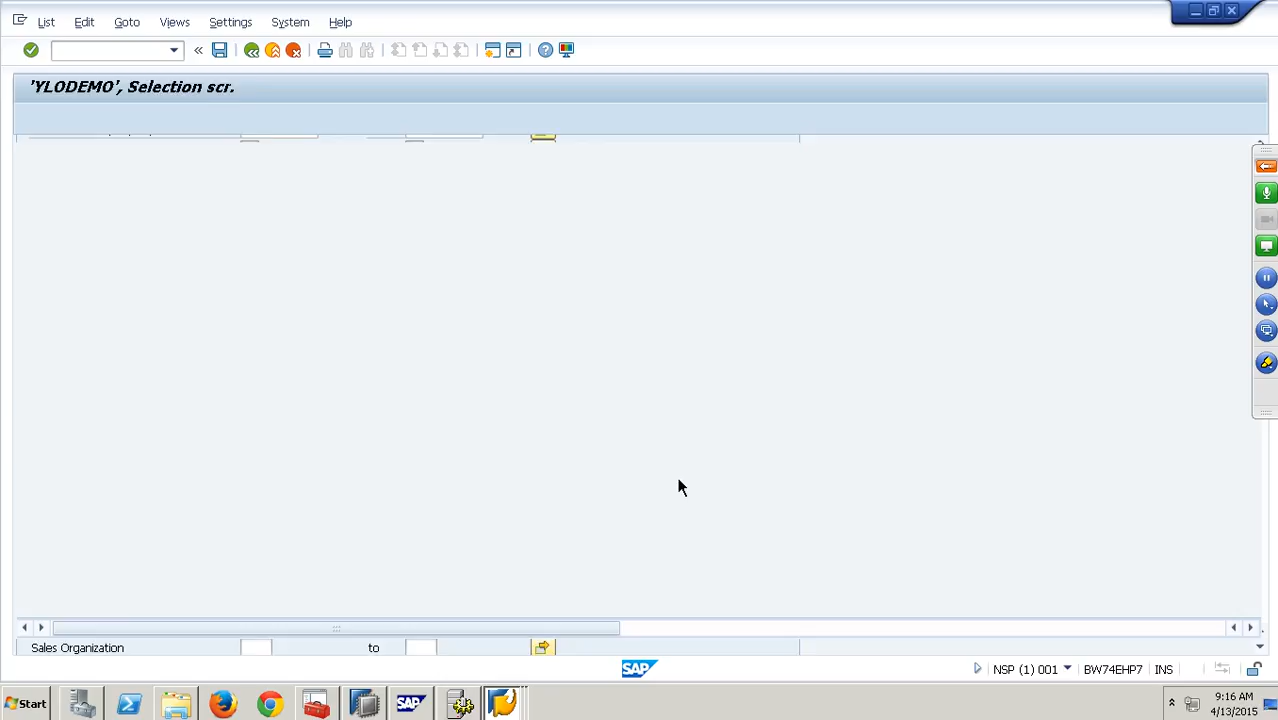 List Edit Goto Views Settings System Help
'YLODEMO', Selection scr.
Sales Organization to
SAP
NSP (1) 001 BW74EHP7 INS
Start SAP
9:16 AM
4/13/2015